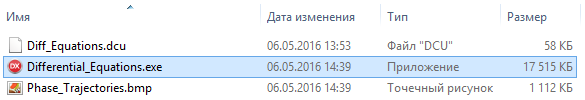 Имя Дата изменения Тип Размер
Diff_Equations.dcu 06.05.2016 13:53 Файл "DCU" 58 КБ
Differential_Equations.exe 06.05.2016 14:39 Приложение 17 515 КБ
Phase_Trajectories.bmp 06.05.2016 14:39 Точечный рисунок 1 112 КБ